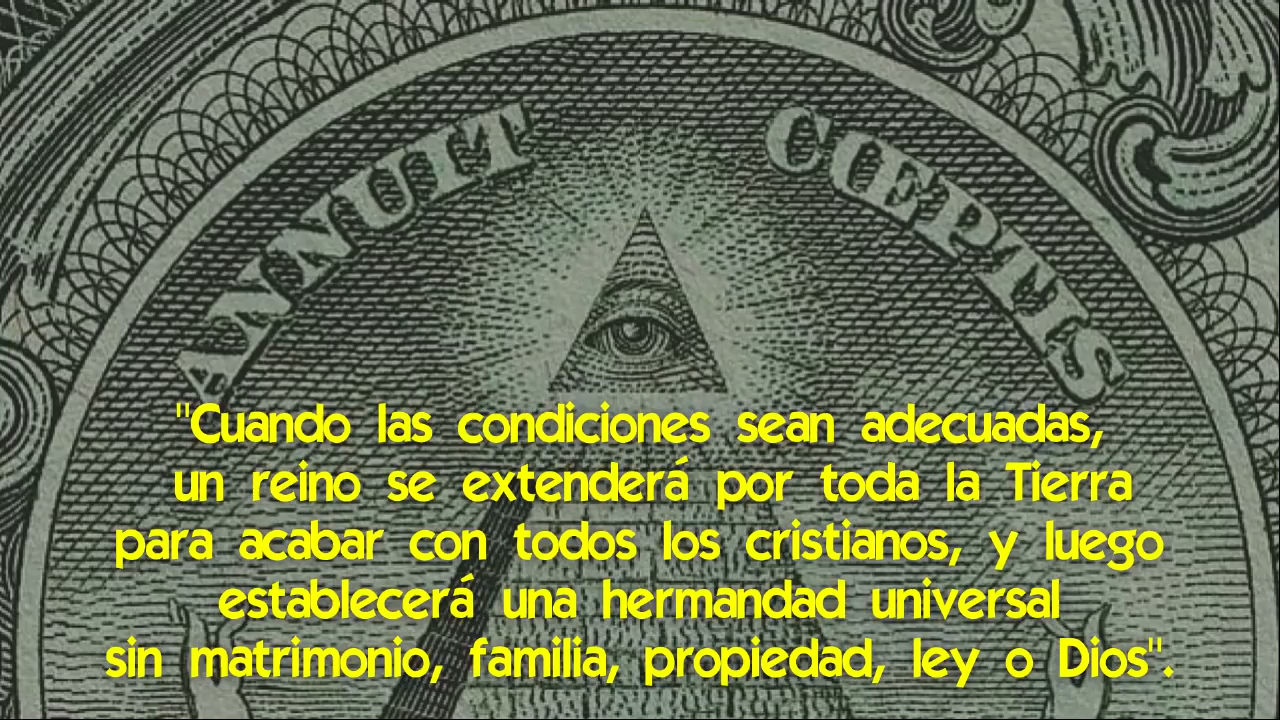 ANNUIT CŒPTIS
"Cuando las condiciones sean adecuadas,
un reino se extenderá por toda la Tierra
para acabar con todos los cristianos, y luego
establecerá una hermandad universal
sin matrimonio, familia, propiedad, ley o Dios".